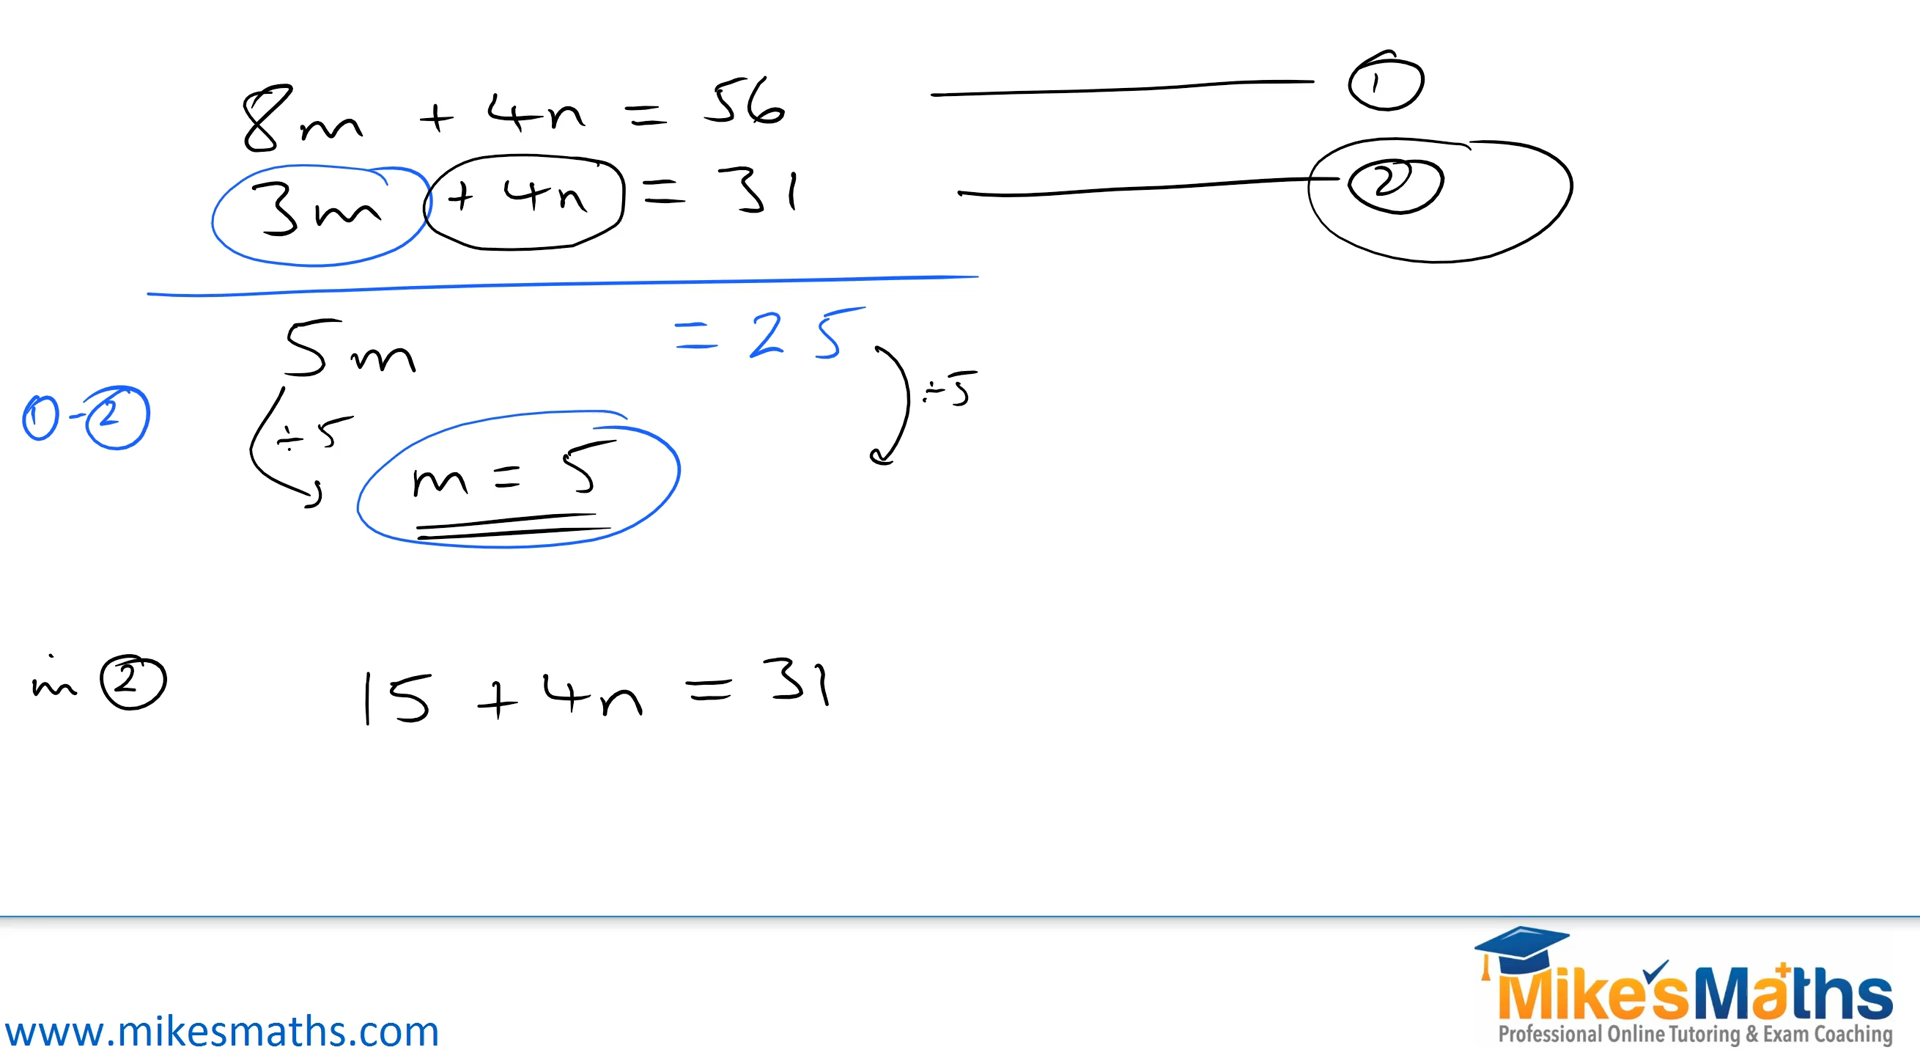 8m + 4n = 56 ①
3m + 4n = 31 ②
5m = 25
÷5
① - ②
÷5
m = 5
in ② 15 + 4n = 31
Mike's Maths
www.mikesmaths.com
Professional Online Tutoring & Exam Coaching